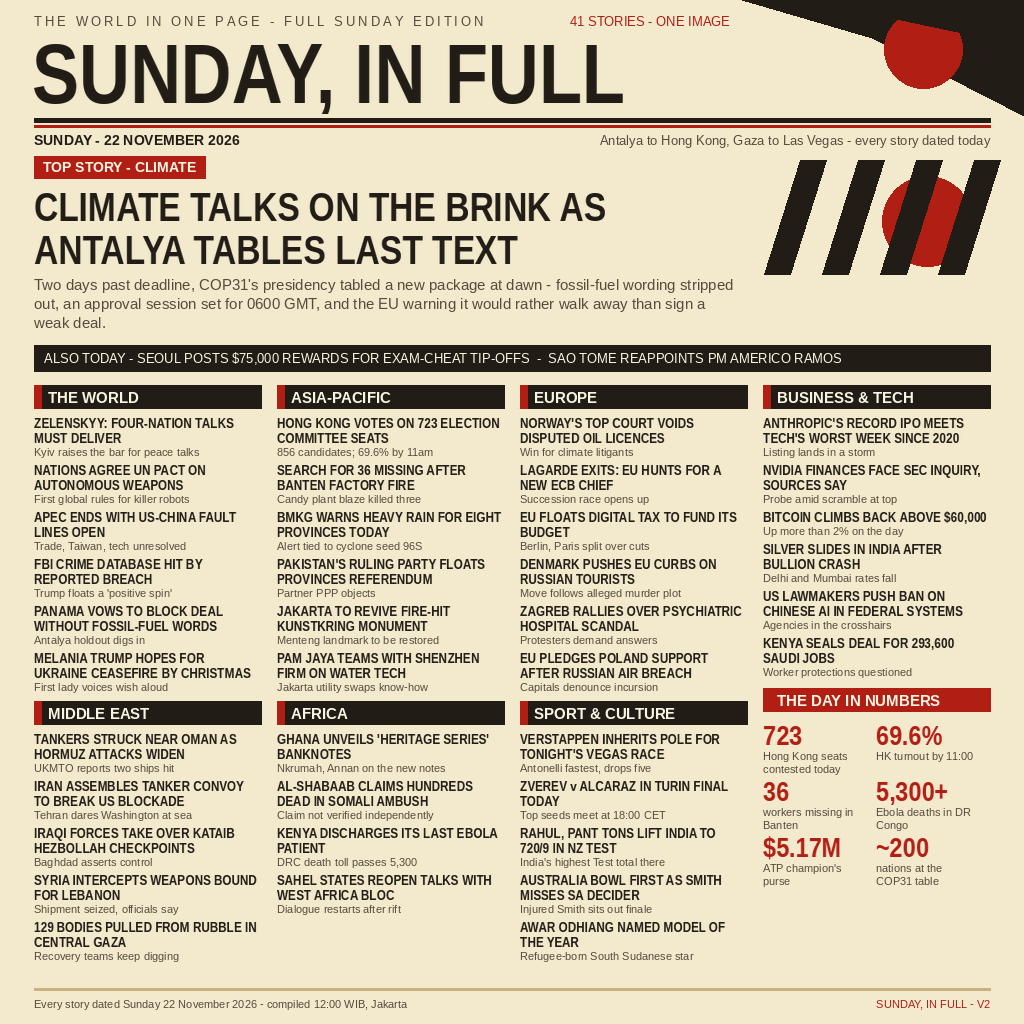 THE WORLD IN ONE PAGE - FULL SUNDAY EDITION
41 STORIES - ONE IMAGE
SUNDAY, IN FULL
SUNDAY - 22 NOVEMBER 2026
Antalya to Hong Kong, Gaza to Las Vegas - every story dated today
TOP STORY - CLIMATE
CLIMATE TALKS ON THE BRINK AS
ANTALYA TABLES LAST TEXT
Two days past deadline, COP31's presidency tabled a new package at dawn - fossil-fuel wording stripped
out, an approval session set for 0600 GMT, and the EU warning it would rather walk away than sign a
weak deal.
ALSO TODAY - SEOUL POSTS $75,000 REWARDS FOR EXAM-CHEAT TIP-OFFS - SAO TOME REAPPOINTS PM AMERICO RAMOS
THE WORLD
ZELENSKYY: FOUR-NATION TALKS
MUST DELIVER
Kyiv raises the bar for peace talks
NATIONS AGREE UN PACT ON
AUTONOMOUS WEAPONS
First global rules for killer robots
APEC ENDS WITH US-CHINA FAULT
LINES OPEN
Trade, Taiwan, tech unresolved
FBI CRIME DATABASE HIT BY
REPORTED BREACH
Trump floats a 'positive spin'
PANAMA VOWS TO BLOCK DEAL
WITHOUT FOSSIL-FUEL WORDS
Antalya holdout digs in
MELANIA TRUMP HOPES FOR
UKRAINE CEASEFIRE BY CHRISTMAS
First lady voices wish aloud
MIDDLE EAST
TANKERS STRUCK NEAR OMAN AS
HORMUZ ATTACKS WIDEN
UKMTO reports two ships hit
IRAN ASSEMBLES TANKER CONVOY
TO BREAK US BLOCKADE
Tehran dares Washington at sea
IRAQI FORCES TAKE OVER KATAIB
HEZBOLLAH CHECKPOINTS
Baghdad asserts control
SYRIA INTERCEPTS WEAPONS BOUND
FOR LEBANON
Shipment seized, officials say
129 BODIES PULLED FROM RUBBLE IN
CENTRAL GAZA
Recovery teams keep digging
ASIA-PACIFIC
HONG KONG VOTES ON 723 ELECTION
COMMITTEE SEATS
856 candidates; 69.6% by 11am
SEARCH FOR 36 MISSING AFTER
BANTEN FACTORY FIRE
Candy plant blaze killed three
BMKG WARNS HEAVY RAIN FOR EIGHT
PROVINCES TODAY
Alert tied to cyclone seed 96S
PAKISTAN'S RULING PARTY FLOATS
PROVINCES REFERENDUM
Partner PPP objects
JAKARTA TO REVIVE FIRE-HIT
KUNSTKRING MONUMENT
Menteng landmark to be restored
PAM JAYA TEAMS WITH SHENZHEN
FIRM ON WATER TECH
Jakarta utility swaps know-how
AFRICA
GHANA UNVEILS 'HERITAGE SERIES'
BANKNOTES
Nkrumah, Annan on the new notes
AL-SHABAAB CLAIMS HUNDREDS
DEAD IN SOMALI AMBUSH
Claim not verified independently
KENYA DISCHARGES ITS LAST EBOLA
PATIENT
DRC death toll passes 5,300
SAHEL STATES REOPEN TALKS WITH
WEST AFRICA BLOC
Dialogue restarts after rift
EUROPE
NORWAY'S TOP COURT VOIDS
DISPUTED OIL LICENCES
Win for climate litigants
LAGARDE EXITS: EU HUNTS FOR A
NEW ECB CHIEF
Succession race opens up
EU FLOATS DIGITAL TAX TO FUND ITS
BUDGET
Berlin, Paris split over cuts
DENMARK PUSHES EU CURBS ON
RUSSIAN TOURISTS
Move follows alleged murder plot
ZAGREB RALLIES OVER PSYCHIATRIC
HOSPITAL SCANDAL
Protesters demand answers
EU PLEDGES POLAND SUPPORT
AFTER RUSSIAN AIR BREACH
Capitals denounce incursion
SPORT & CULTURE
VERSTAPPEN INHERITS POLE FOR
TONIGHT'S VEGAS RACE
Antonelli fastest, drops five
ZVEREV v ALCARAZ IN TURIN FINAL
TODAY
Top seeds meet at 18:00 CET
RAHUL, PANT TONS LIFT INDIA TO
720/9 IN NZ TEST
India's highest Test total there
AUSTRALIA BOWL FIRST AS SMITH
MISSES SA DECIDER
Injured Smith sits out finale
AWAR ODHIANG NAMED MODEL OF
THE YEAR
Refugee-born South Sudanese star
BUSINESS & TECH
ANTHROPIC'S RECORD IPO MEETS
TECH'S WORST WEEK SINCE 2020
Listing lands in a storm
NVIDIA FINANCES FACE SEC INQUIRY,
SOURCES SAY
Probe amid scramble at top
BITCOIN CLIMBS BACK ABOVE $60,000
Up more than 2% on the day
SILVER SLIDES IN INDIA AFTER
BULLION CRASH
Delhi and Mumbai rates fall
US LAWMAKERS PUSH BAN ON
CHINESE AI IN FEDERAL SYSTEMS
Agencies in the crosshairs
KENYA SEALS DEAL FOR 293,600
SAUDI JOBS
Worker protections questioned
THE DAY IN NUMBERS
723
Hong Kong seats
contested today
69.6%
HK turnout by 11:00
36
workers missing in
Banten
5,300+
Ebola deaths in DR
Congo
$5.17M
ATP champion's
purse
~200
nations at the
COP31 table
Every story dated Sunday 22 November 2026 - compiled 12:00 WIB, Jakarta
SUNDAY, IN FULL - V2